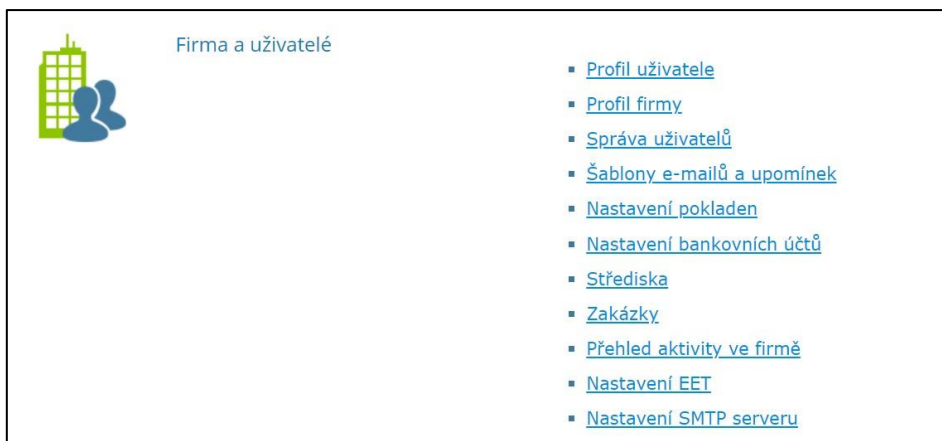 Firma a uživatelé
Profil uživatele
Profil firmy
Správa uživatelů
Šablony e-mailů a upomínek
Nastavení pokladen
Nastavení bankovních účtů
Střediska
Zakázky
Přehled aktivity ve firmě
Nastavení EET
Nastavení SMTP serveru